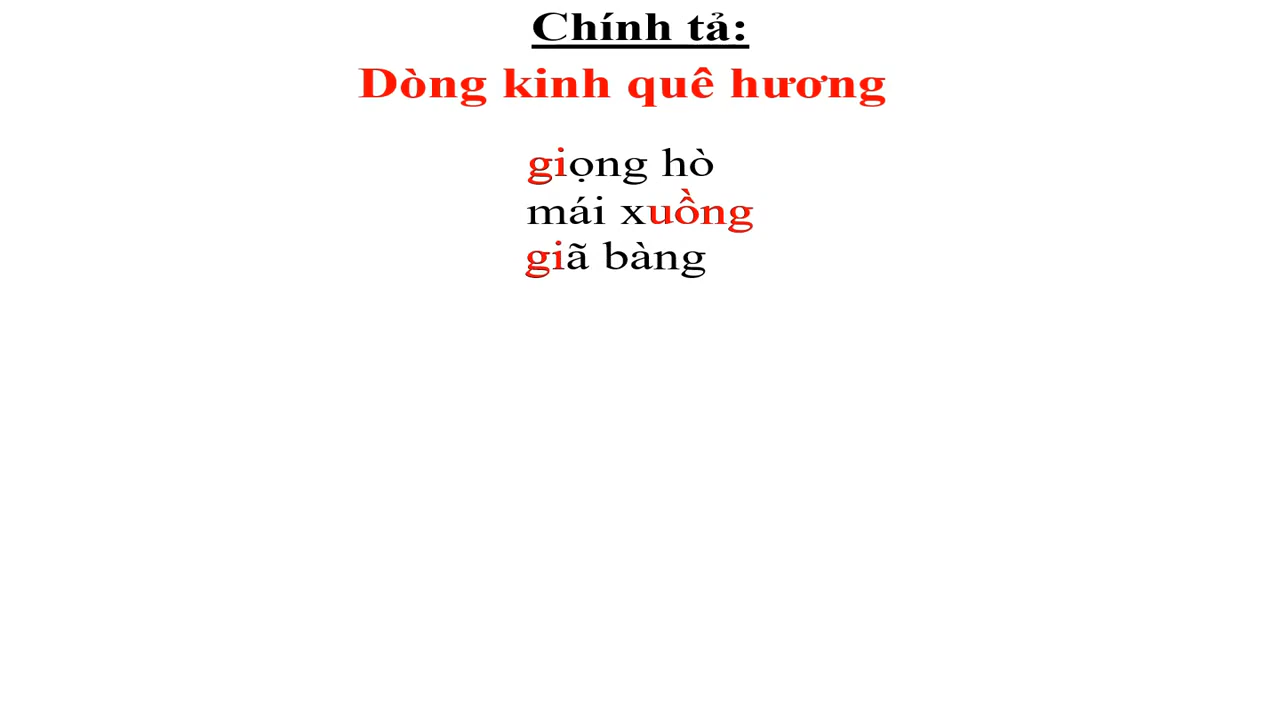 Chính tả:
Dòng kinh quê hương
giọng hò
mái xuồng
giã bàng